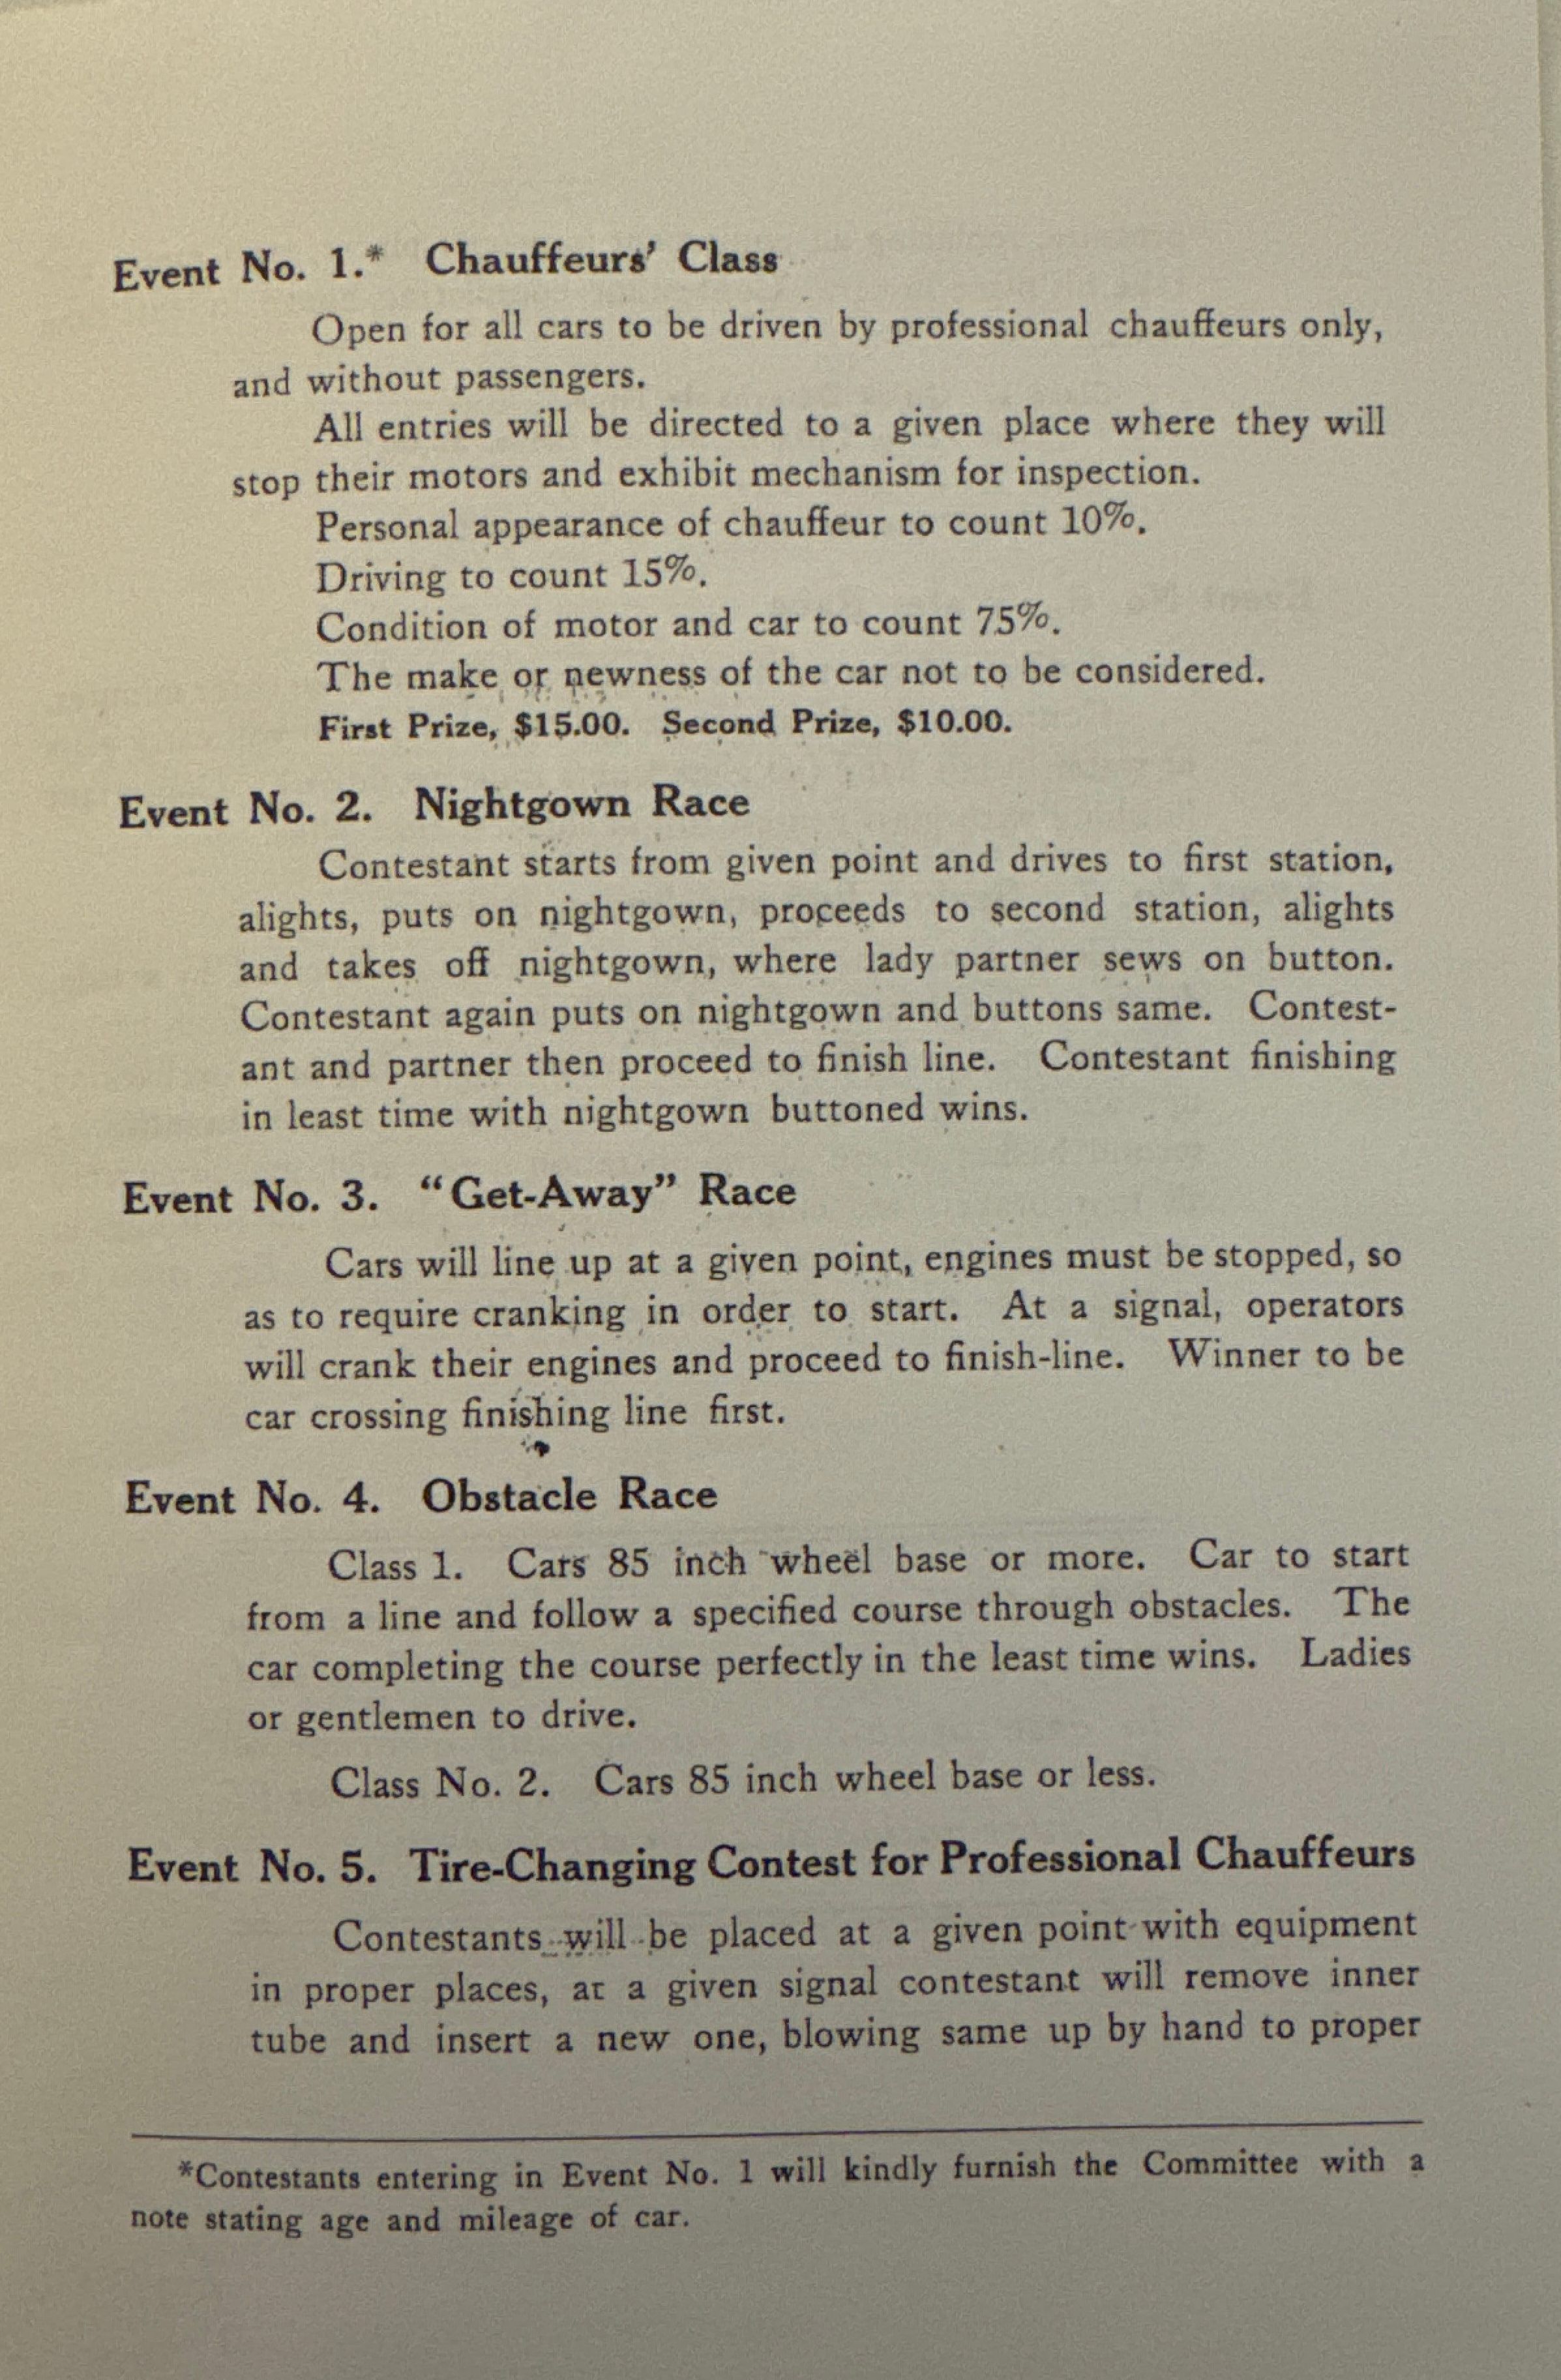 Event No. 1.* Chauffeurs' Class
Open for all cars to be driven by professional chauffeurs only,
and without passengers.
All entries will be directed to a given place where they will
stop their motors and exhibit mechanism for inspection.
Personal appearance of chauffeur to count 10%.
Driving to count 15%.
Condition of motor and car to count 75%.
The make or newness of the car not to be considered.
First Prize, $15.00. Second Prize, $10.00.
Event No. 2. Nightgown Race
Contestant starts from given point and drives to first station,
alights, puts on nightgown, proceeds to second station, alights
and takes off nightgown, where lady partner sews on button.
Contestant again puts on nightgown and buttons same. Contest-
ant and partner then proceed to finish line. Contestant finishing
in least time with nightgown buttoned wins.
Event No. 3. "Get-Away" Race
Cars will line up at a given point, engines must be stopped, so
as to require cranking in order to start. At a signal, operators
will crank their engines and proceed to finish-line. Winner to be
car crossing finishing line first.
Event No. 4. Obstacle Race
Class 1. Cars 85 inch wheel base or more. Car to start
from a line and follow a specified course through obstacles. The
car completing the course perfectly in the least time wins. Ladies
or gentlemen to drive.
Class No. 2. Cars 85 inch wheel base or less.
Event No. 5. Tire-Changing Contest for Professional Chauffeurs
Contestants will be placed at a given point with equipment
in proper places, at a given signal contestant will remove inner
tube and insert a new one, blowing same up by hand to proper
*Contestants entering in Event No. 1 will kindly furnish the Committee with a
note stating age and mileage of car.